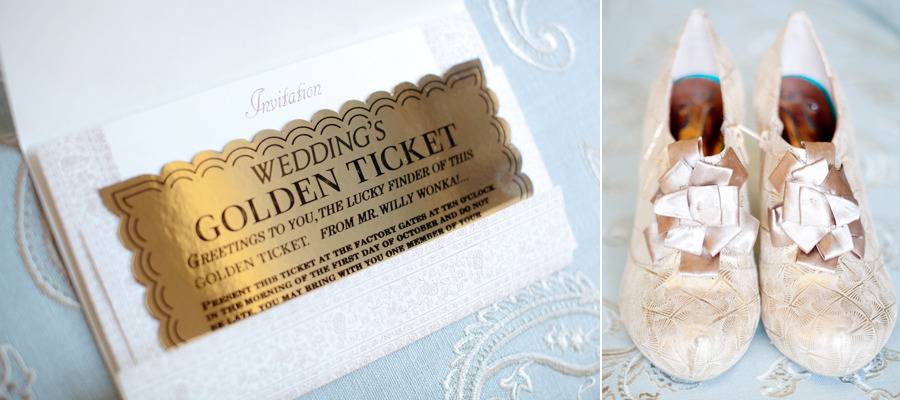 Invitation
WEDDING'S
GOLDEN TICKET
GREETINGS TO YOU, THE LUCKY FINDER OF THIS
GOLDEN TICKET. FROM MR. WILLY WONKA!...
PRESENT THIS TICKET AT THE FACTORY GATES AT TEN O'CLOCK
IN THE MORNING OF THE FIRST DAY OF OCTOBER AND DO NOT
BE LATE. YOU MAY BRING WITH YOU ONE MEMBER OF YOUR